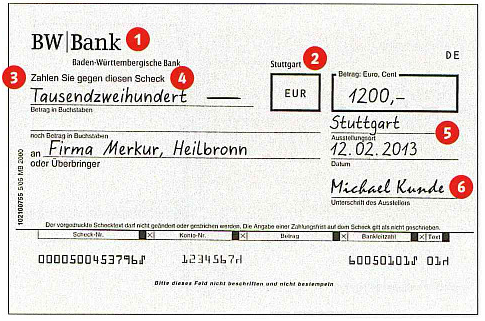 BW|Bank 1
Baden-Württembergische Bank
Stuttgart 2
DE
3 Zahlen Sie gegen diesen Scheck 4
Tausendzweihundert
Betrag in Buchstaben
EUR
Betrag: Euro, Cent
1200,-
noch Betrag in Buchstaben
Stuttgart
Ausstellungsort 5
an Firma Merkur, Heilbronn
oder Überbringer
12.02.2013
Datum
Michael Kunde 6
Unterschrift des Ausstellers
102100755 5/05 MB 2000
Der vorgedruckte Schecktext darf nicht geändert oder gestrichen werden. Die Angabe einer Zahlungsfrist auf dem Scheck gilt als nicht geschrieben.
Scheck-Nr. X Konto-Nr. X Betrag X Bankleitzahl X Text
0000500453796⑀ 1234567⑁ 60050101⑀ 01⑁
Bitte dieses Feld nicht beschriften und nicht bestempeln